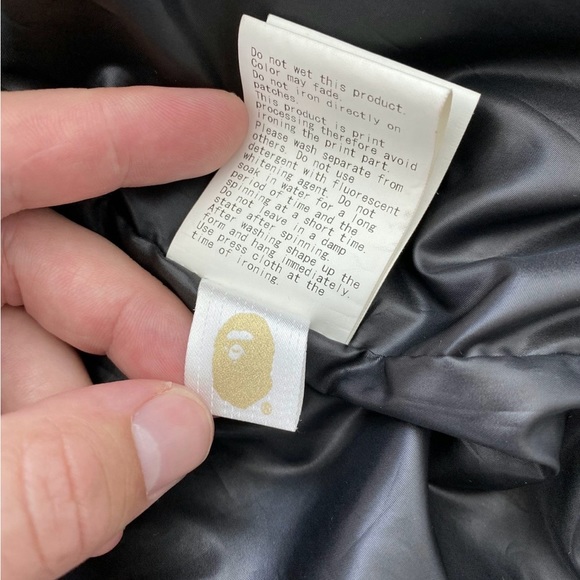 Do not wet this product.
Color may fade.
Do not iron directly on
patches.
This product is print
processing therefore avoid
ironing the print part.
Please wash separate from
others. Do not use
detergent with fluorescent
whitening agent. Do not
soak in water for a long
period of time and the
spinning at a short time.
Do not leave in a damp
state after spinning.
After washing shape up the
form and hang immediately.
Use press cloth at the
time of ironing.
®